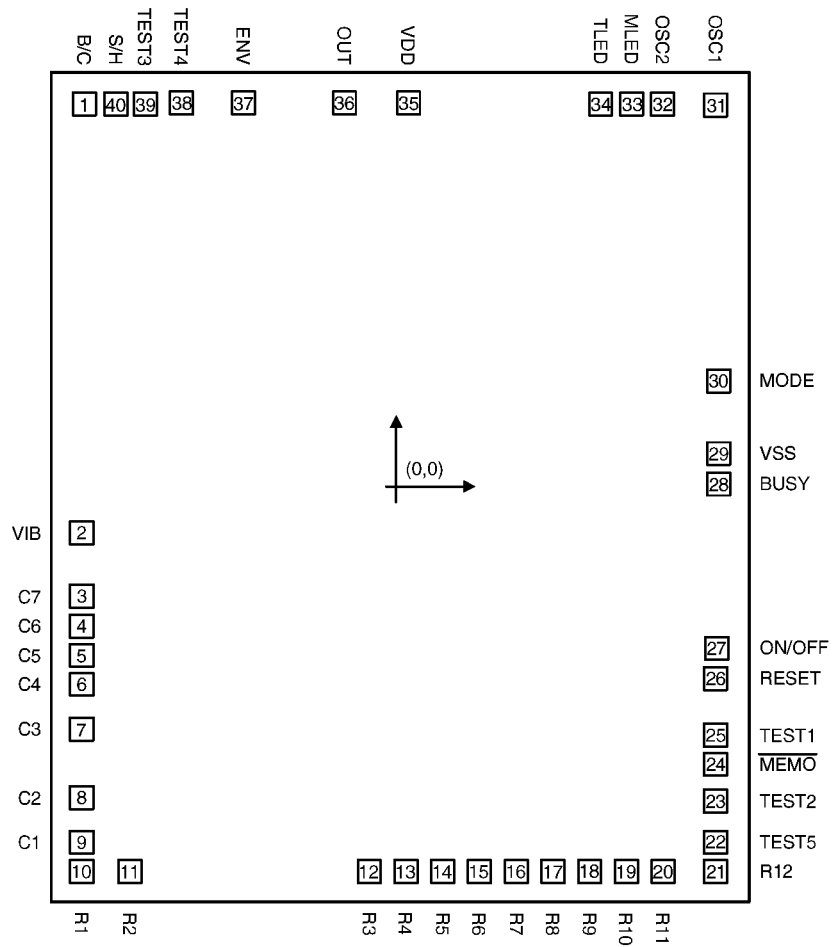 B/C S/H TEST3 TEST4 ENV OUT VDD TLED MLED OSC2 OSC1
1 40 39 38 37 36 35 34 33 32 31
30 MODE
29 VSS
(0,0)
28 BUSY
VIB 2
C7 3
C6 4
27 ON/OFF
C5 5
26 RESET
C4 6
C3 7
25 TEST1
24 MEMO
C2 8
23 TEST2
C1 9
22 TEST5
10 11 12 13 14 15 16 17 18 19 20 21 R12
R1 R2 R3 R4 R5 R6 R7 R8 R9 R10 R11